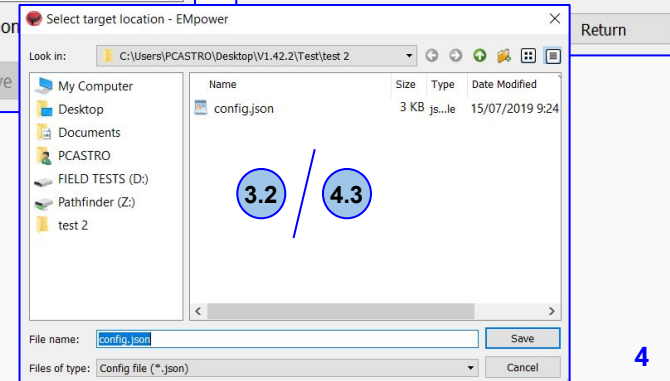 Select target location - EMpower
Return
Look in: C:\Users\PCASTRO\Desktop\V1.42.2\Test\test 2
My Computer
Desktop
Documents
PCASTRO
FIELD TESTS (D:)
Pathfinder (Z:)
test 2
Name Size Type Date Modified
config.json 3 KB js...le 15/07/2019 9:24
3.2 / 4.3
File name: config.json Save
Files of type: Config file (*.json) Cancel
4